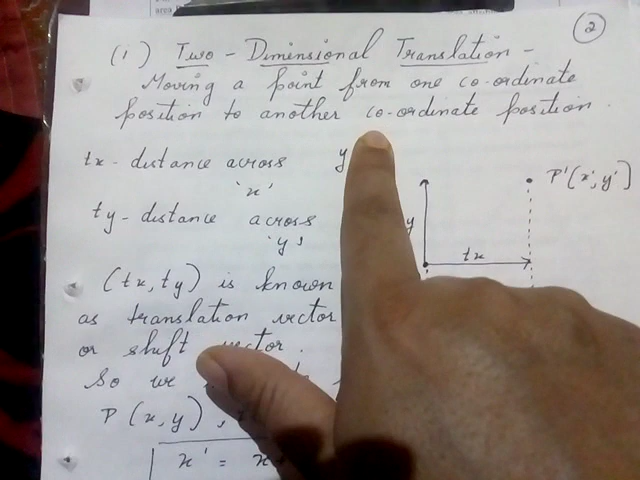 2
(1) Two-Dimensional Translation-
Moving a point from one co-ordinate
position to another co-ordinate position.
tx - distance across
'x'
ty - distance across
'y'
(tx, ty) is known
as translation vector
or shift vector.
So we
P (x, y),
x' = x
y
P'(x', y')
y
tx